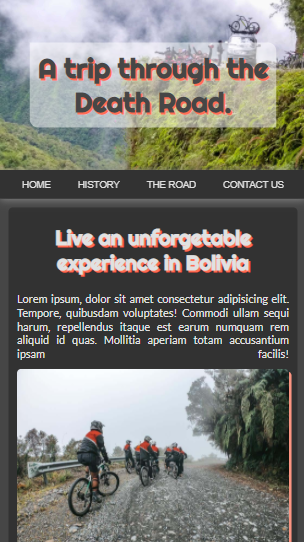 A trip through the
Death Road.
HOME HISTORY THE ROAD CONTACT US
Live an unforgetable
experience in Bolivia
Lorem ipsum, dolor sit amet consectetur adipisicing elit.
Tempore, quibusdam voluptates! Commodi ullam sequi
harum, repellendus itaque est earum numquam rem
aliquid id quas. Mollitia aperiam totam accusantium
ipsam facilis!